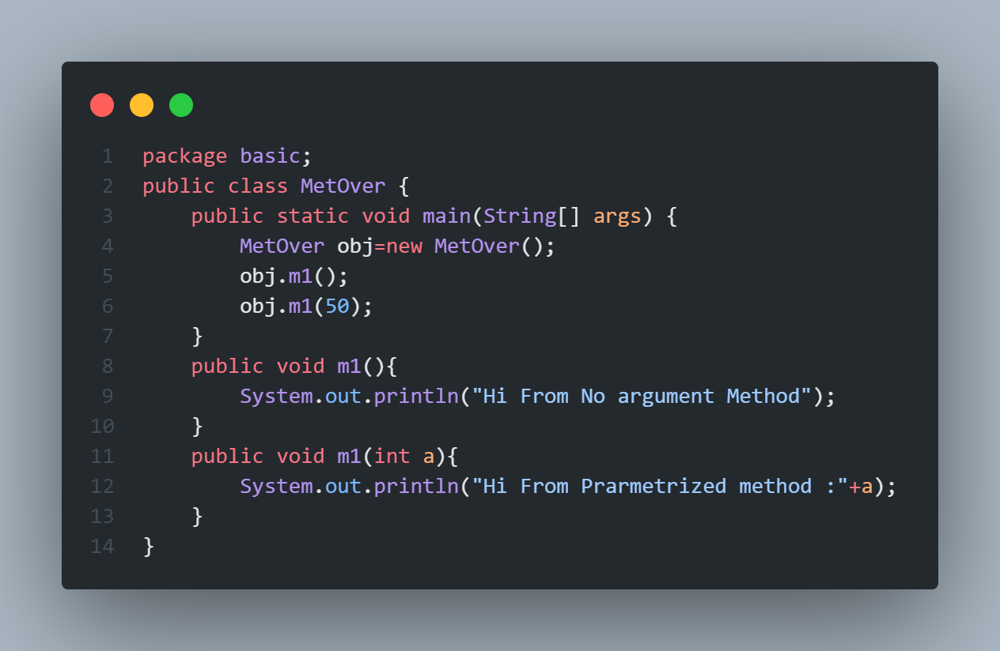 1 package basic;
2 public class MetOver {
3     public static void main(String[] args) {
4         MetOver obj=new MetOver();
5         obj.m1();
6         obj.m1(50);
7     }
8     public void m1(){
9         System.out.println("Hi From No argument Method");
10     }
11     public void m1(int a){
12         System.out.println("Hi From Prarmetrized method :"+a);
13     }
14 }